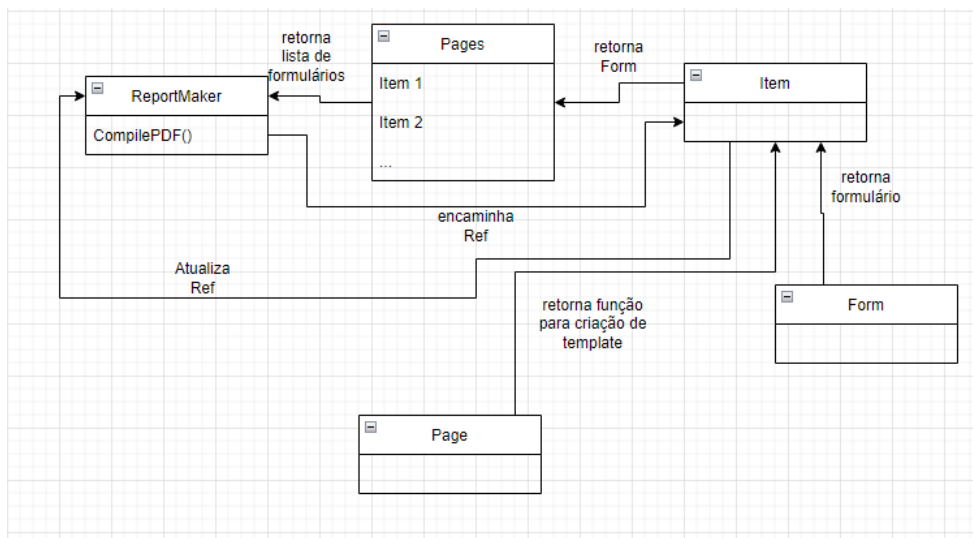 retorna
lista de
formulários
Pages
Item 1
Item 2
...
retorna
Form
Item
ReportMaker
CompilePDF()
encaminha
Ref
retorna
formulário
Atualiza
Ref
retorna função
para criação de
template
Form
Page